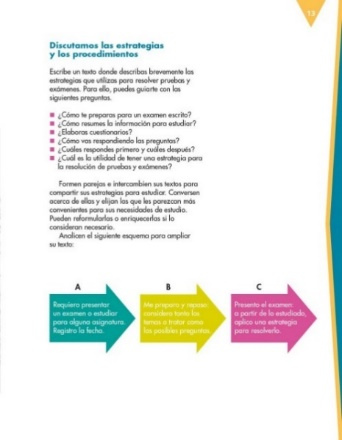 13
Discutamos las estrategias
y los procedimientos
Escribe un texto donde describas brevemente las
estrategias que utilizas para resolver pruebas y
exámenes. Para ello, puedes guiarte con las
siguientes preguntas.
¿Cómo te preparas para un examen escrito?
¿Cómo resumes la información para estudiar?
¿Elaboras cuestionarios?
¿Cómo vas respondiendo las preguntas?
¿Cuáles respondes primero y cuáles después?
¿Cuál es la utilidad de tener una estrategia para
la resolución de pruebas y exámenes?
Formen parejas e intercambien sus textos para
compartir sus estrategias para estudiar. Conversen
acerca de ellas y elijan las que les parezcan más
convenientes para sus necesidades de estudio.
Pueden reformularlas o enriquecerlas si lo
consideran necesario.
Analicen el siguiente esquema para ampliar
su texto:
A
Requiero presentar
un examen o estudiar
para alguna asignatura.
Registro la fecha.
B
Me preparo y repaso:
considero tanto los
temas a tratar como
las posibles preguntas.
C
Presento el examen:
a partir de lo estudiado,
aplico una estrategia
para resolverlo.